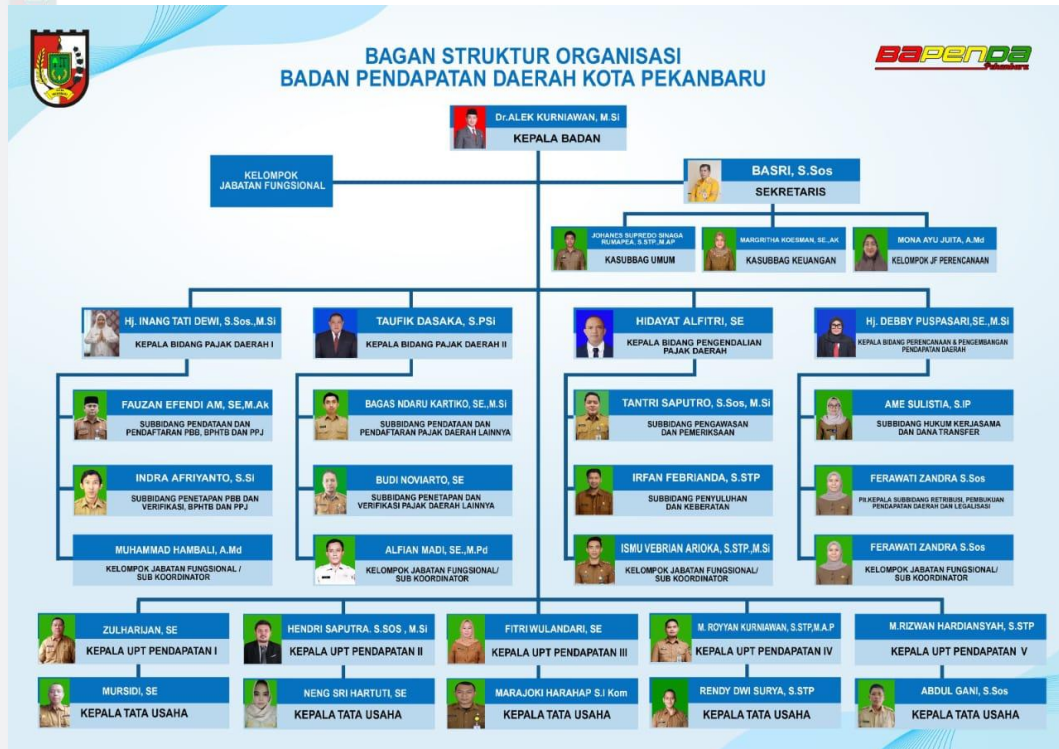 BAGAN STRUKTUR ORGANISASI
BADAN PENDAPATAN DAERAH KOTA PEKANBARU
BAPENDA
Pekanbaru
Dr.ALEK KURNIAWAN, M.Si
KEPALA BADAN
KELOMPOK
JABATAN FUNGSIONAL
BASRI, S.Sos
SEKRETARIS
JOHANES SUPREDO SINAGA
RUMAPEA, S.STP,M.AP
KASUBBAG UMUM
MARGRITHA KOESMAN, SE.,AK
KASUBBAG KEUANGAN
MONA AYU JUITA, A.Md
KELOMPOK JF PERENCANAAN
Hj. INANG TATI DEWI, S.Sos.,M.Si
KEPALA BIDANG PAJAK DAERAH I
TAUFIK DASAKA, S.PSi
KEPALA BIDANG PAJAK DAERAH II
HIDAYAT ALFITRI, SE
KEPALA BIDANG PENGENDALIAN
PAJAK DAERAH
Hj. DEBBY PUSPASARI,SE.,M.Si
KEPALA BIDANG PERENCANAAN & PENGEMBANGAN
PENDAPATAN DAERAH
FAUZAN EFENDI AM, SE,M.Ak
SUBBIDANG PENDATAAN DAN
PENDAFTARAN PBB, BPHTB DAN PPJ
BAGAS NDARU KARTIKO, SE.,M.Si
SUBBIDANG PENDATAAN DAN
PENDAFTARAN PAJAK DAERAH LAINNYA
TANTRI SAPUTRO, S.Sos, M.Si
SUBBIDANG PENGAWASAN
DAN PEMERIKSAAN
AME SULISTIA, S.IP
SUBBIDANG HUKUM KERJASAMA
DAN DANA TRANSFER
INDRA AFRIYANTO, S.Si
SUBBIDANG PENETAPAN PBB DAN
VERIFIKASI, BPHTB DAN PPJ
BUDI NOVIARTO, SE
SUBBIDANG PENETAPAN DAN
VERIFIKASI PAJAK DAERAH LAINNYA
IRFAN FEBRIANDA, S.STP
SUBBIDANG PENYULUHAN
DAN KEBERATAN
FERAWATI ZANDRA S.Sos
Plt.KEPALA SUBBIDANG RETRIBUSI, PEMBUKUAN
PENDAPATAN DAERAH DAN LEGALISASI
MUHAMMAD HAMBALI, A.Md
KELOMPOK JABATAN FUNGSIONAL /
SUB KOORDINATOR
ALFIAN MADI, SE.,M.Pd
KELOMPOK JABATAN FUNGSIONAL/
SUB KOORDINATOR
ISMU VEBRIAN ARIOKA, S.STP.,M.Si
KELOMPOK JABATAN FUNGSIONAL/
SUB KOORDINATOR
FERAWATI ZANDRA S.Sos
KELOMPOK JABATAN FUNGSIONAL/
SUB KOORDINATOR
ZULHARIJAN, SE
KEPALA UPT PENDAPATAN I
HENDRI SAPUTRA. S.SOS , M.Si
KEPALA UPT PENDAPATAN II
FITRI WULANDARI, SE
KEPALA UPT PENDAPATAN III
M. ROYYAN KURNIAWAN, S.STP,M.A.P
KEPALA UPT PENDAPATAN IV
M.RIZWAN HARDIANSYAH, S.STP
KEPALA UPT PENDAPATAN V
MURSIDI, SE
KEPALA TATA USAHA
NENG SRI HARTUTI, SE
KEPALA TATA USAHA
MARAJOKI HARAHAP S.I Kom
KEPALA TATA USAHA
RENDY DWI SURYA, S.STP
KEPALA TATA USAHA
ABDUL GANI, S.Sos
KEPALA TATA USAHA